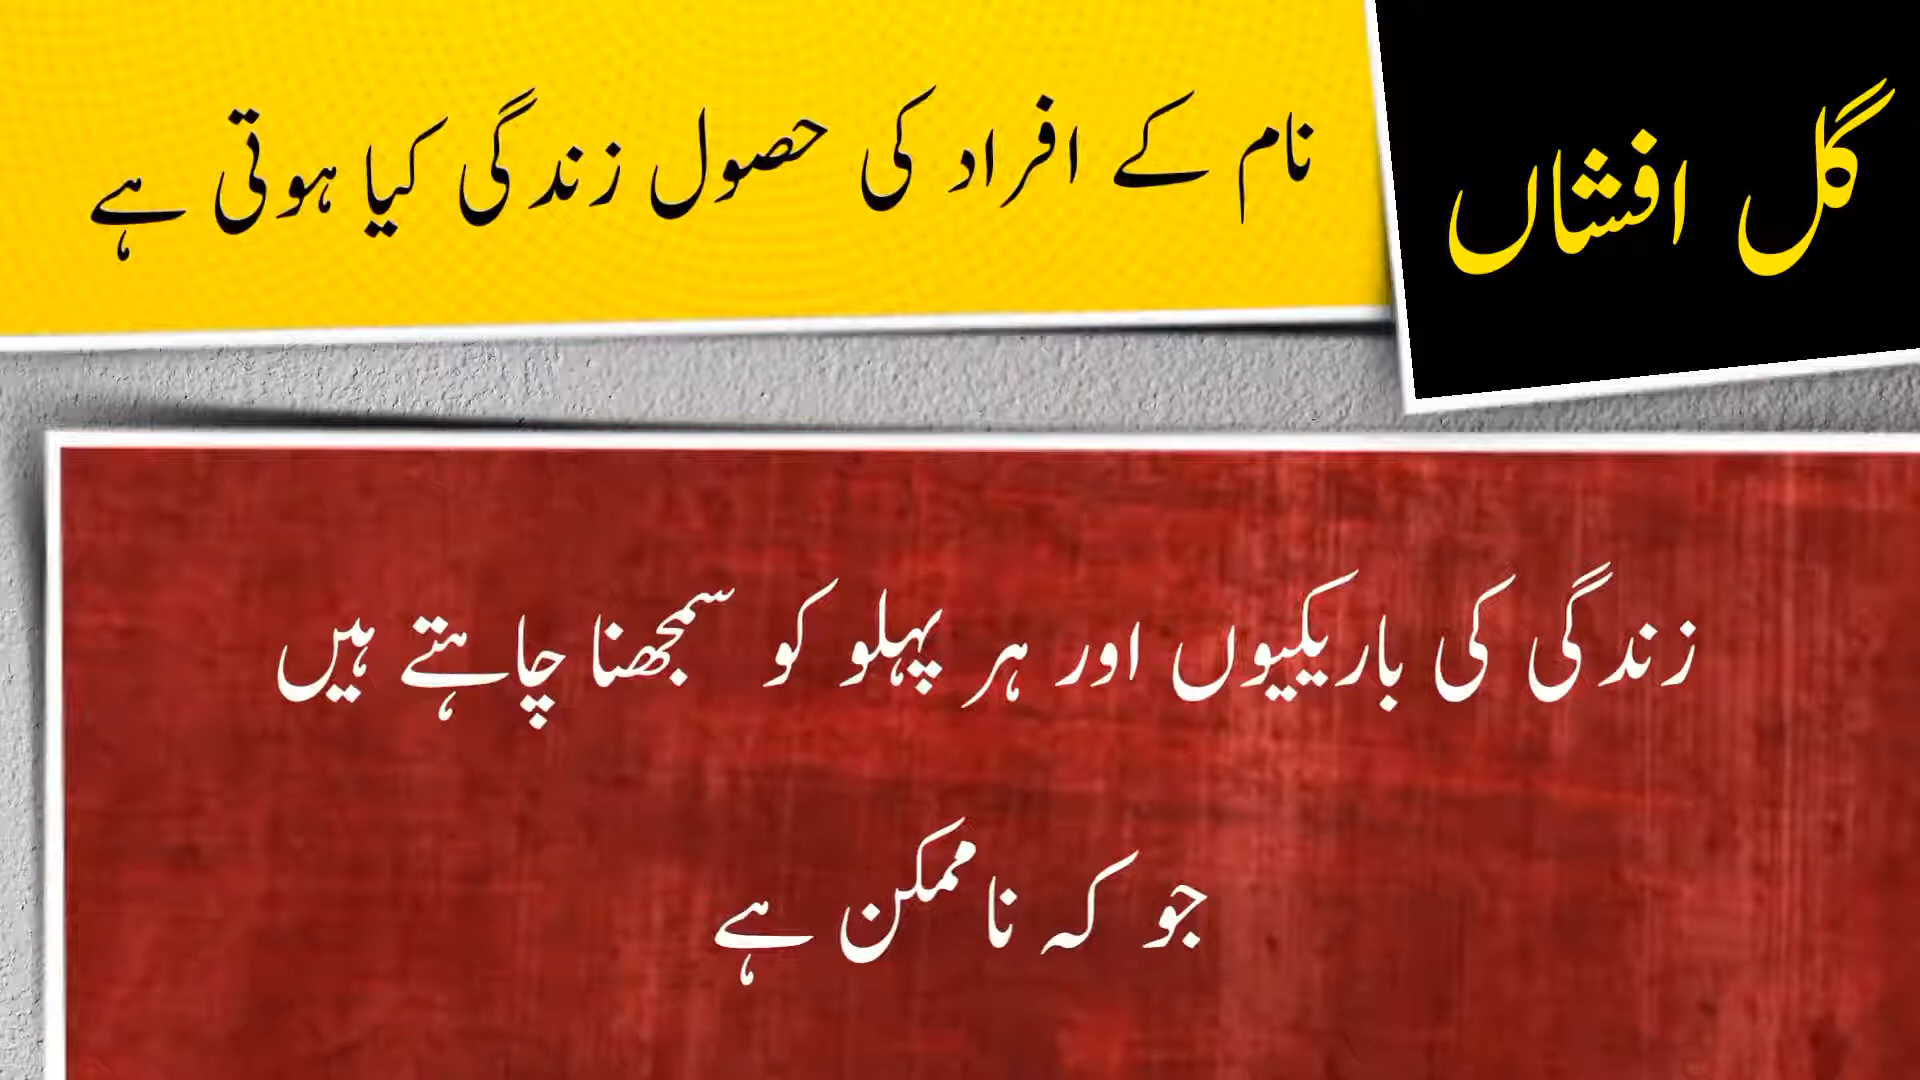 گل افشاں
نام کے افراد کی حصول زندگی کیا ہوتی ہے
زندگی کی باریکیوں اور ہر پہلو کو سمجھنا چاہتے ہیں
جو کہ ناممکن ہے